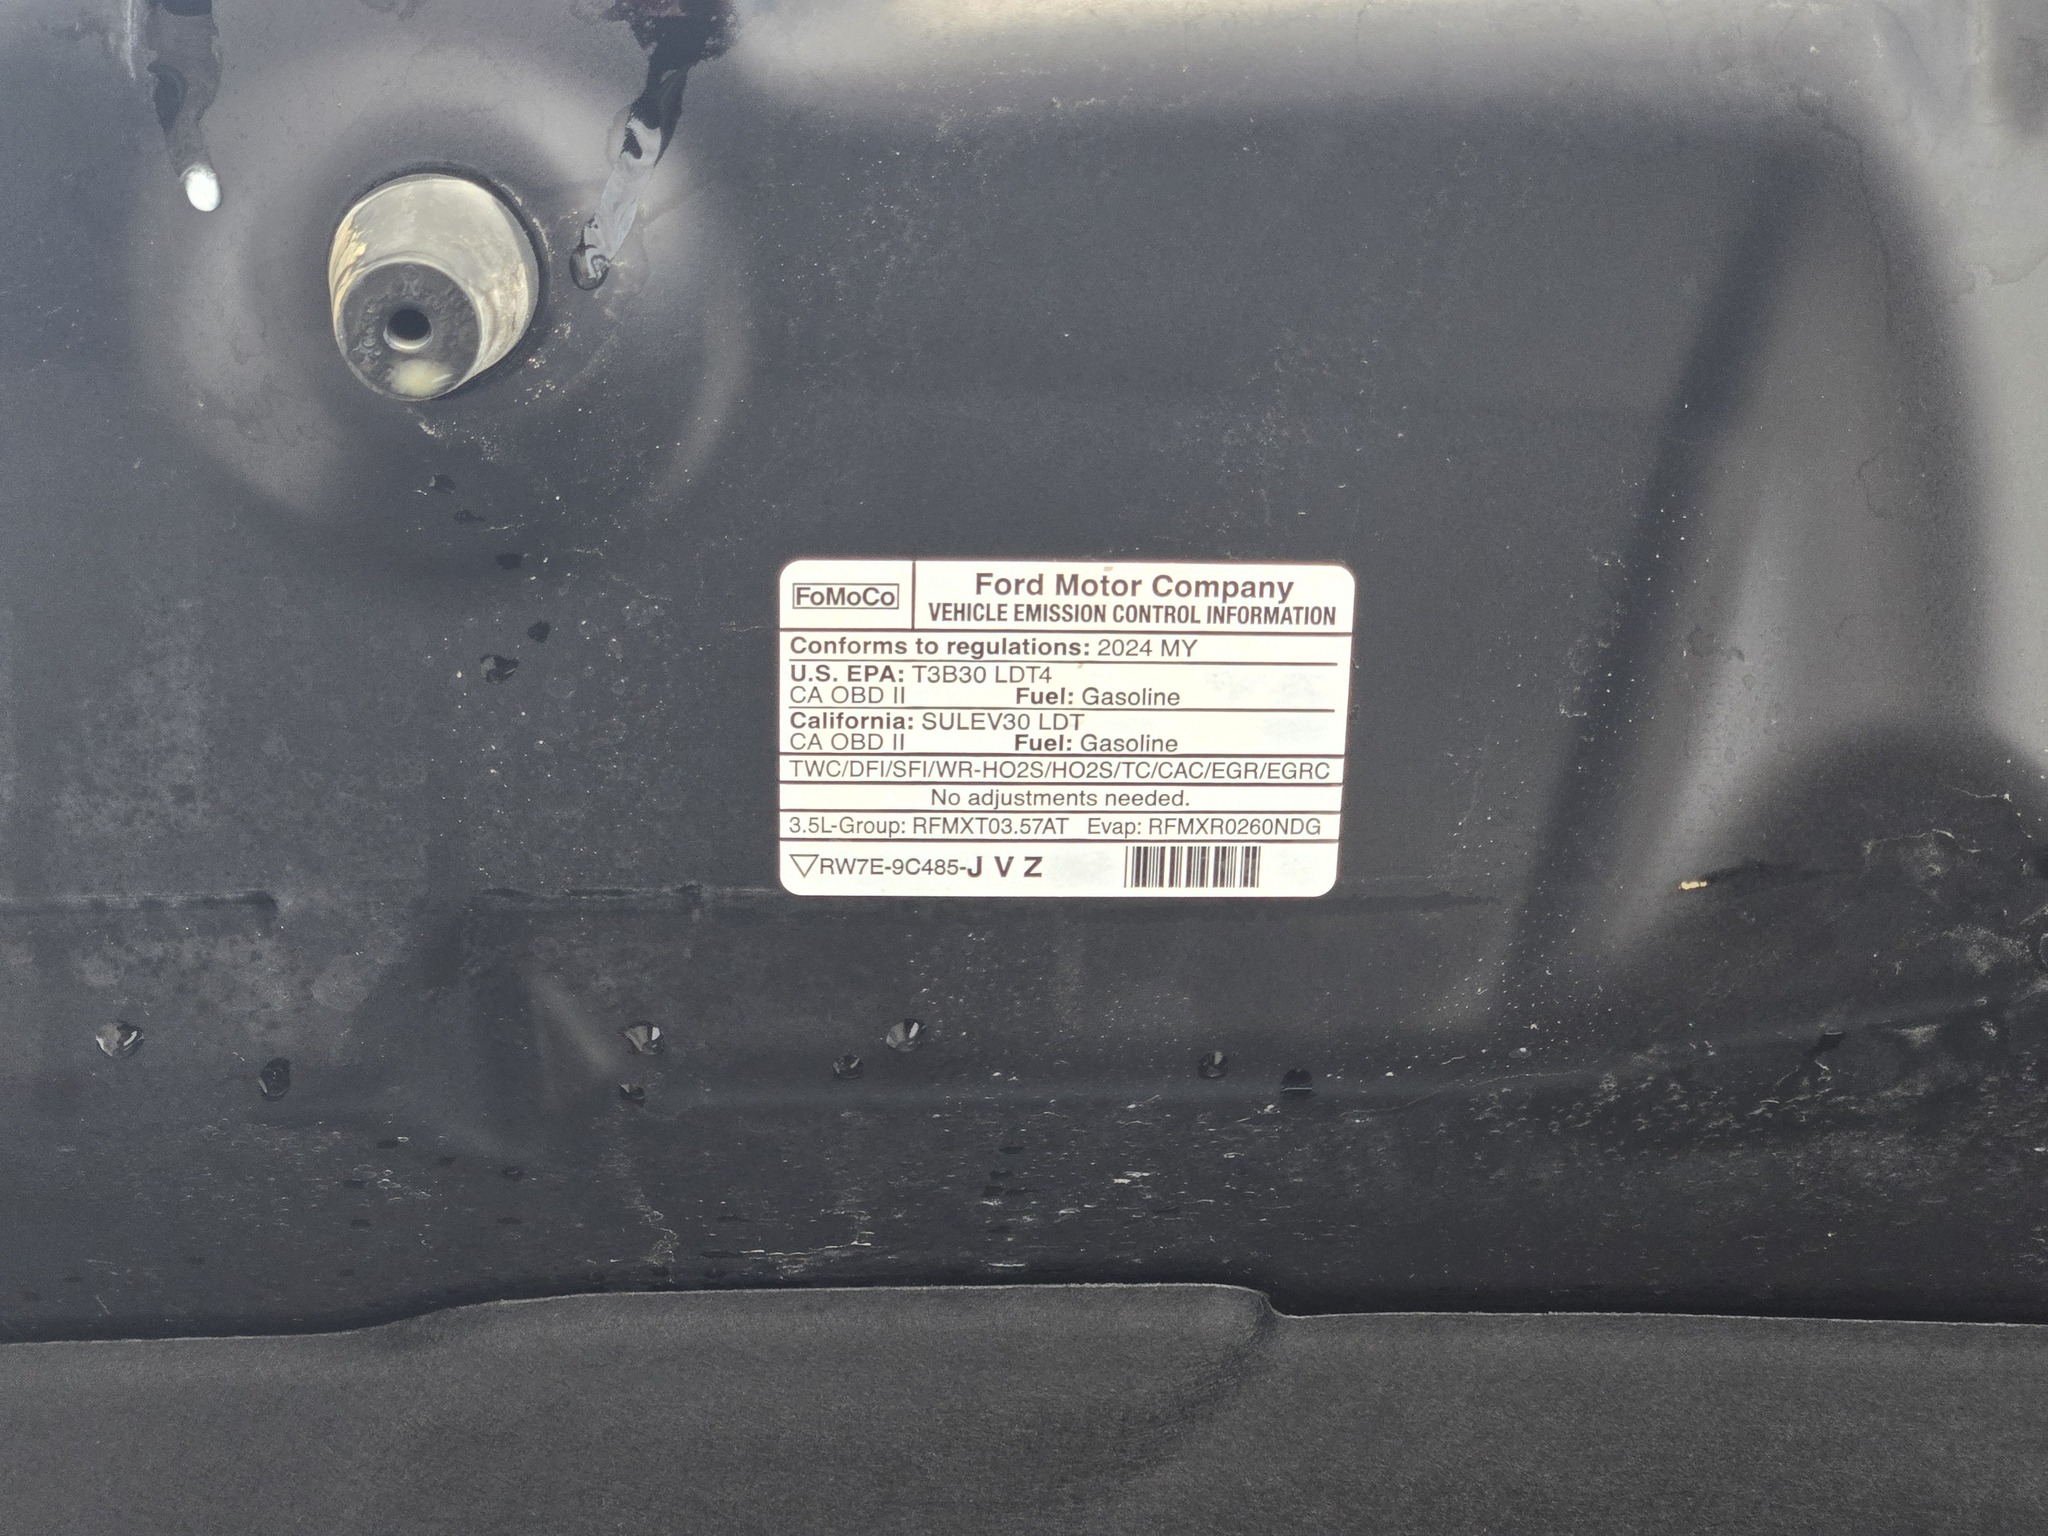 FoMoCo
Ford Motor Company
VEHICLE EMISSION CONTROL INFORMATION
Conforms to regulations: 2024 MY
U.S. EPA: T3B30 LDT4
CA OBD II Fuel: Gasoline
California: SULEV30 LDT
CA OBD II Fuel: Gasoline
TWC/DFI/SFI/WR-HO2S/HO2S/TC/CAC/EGR/EGRC
No adjustments needed.
3.5L-Group: RFMXT03.57AT Evap: RFMXR0260NDG
RW7E-9C485-J V Z